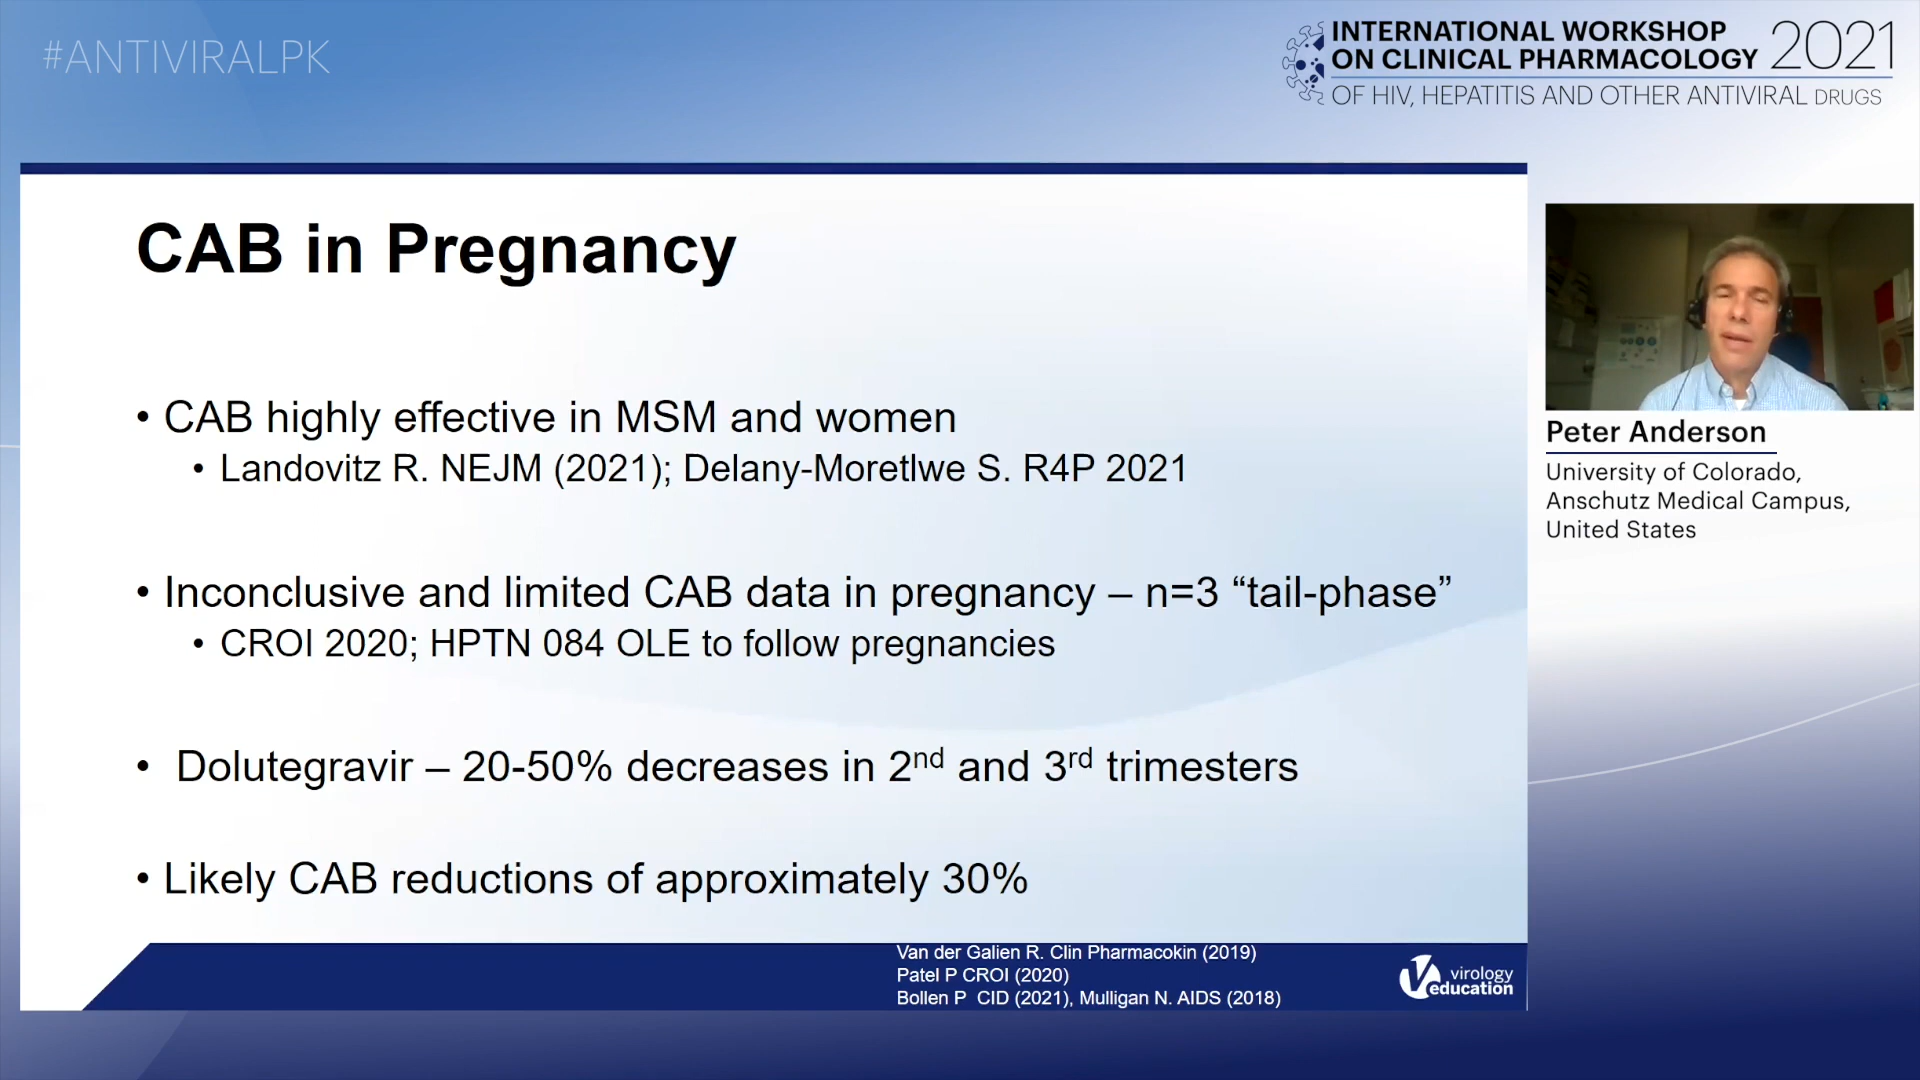 #ANTIVIRALPK
INTERNATIONAL WORKSHOP
ON CLINICAL PHARMACOLOGY 2021
OF HIV, HEPATITIS AND OTHER ANTIVIRAL DRUGS
CAB in Pregnancy
• CAB highly effective in MSM and women
• Landovitz R. NEJM (2021); Delany-Moretlwe S. R4P 2021
• Inconclusive and limited CAB data in pregnancy – n=3 “tail-phase”
• CROI 2020; HPTN 084 OLE to follow pregnancies
• Dolutegravir – 20-50% decreases in 2nd and 3rd trimesters
• Likely CAB reductions of approximately 30%
Van der Galien R. Clin Pharmacokin (2019)
Patel P CROI (2020)
Bollen P CID (2021), Mulligan N. AIDS (2018)
virology
education
Peter Anderson
University of Colorado,
Anschutz Medical Campus,
United States